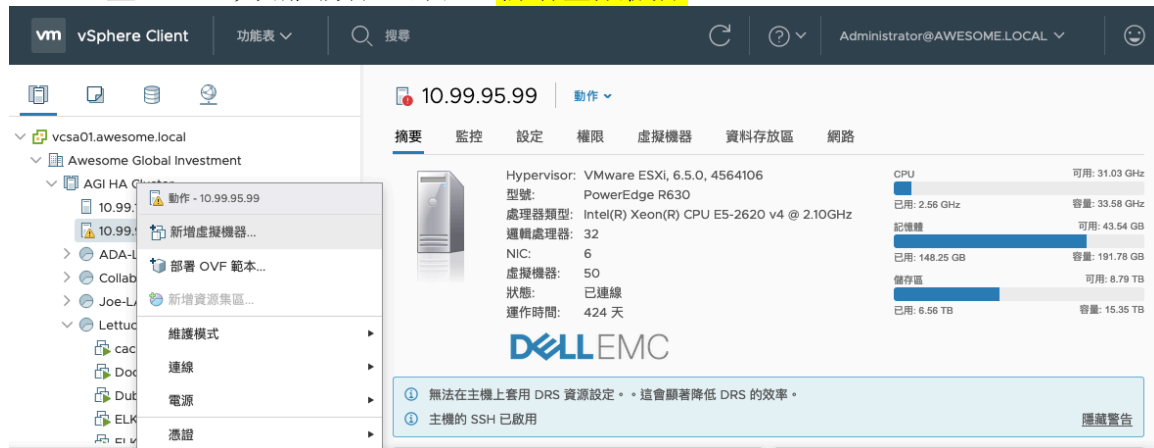 vm vSphere Client 功能表 搜尋 Administrator@AWESOME.LOCAL
10.99.95.99 動作
摘要 監控 設定 權限 虛擬機器 資料存放區 網路
vcsa01.awesome.local
Awesome Global Investment
AGI HA Cluster
10.99.
10.99.9
ADA-L
Collab
Joe-LA
Lettuc
cac
Doc
Dub
ELK
ELK
動作 - 10.99.95.99
新增虛擬機器...
部署 OVF 範本...
新增資源集區...
維護模式
連線
電源
憑證
Hypervisor: VMware ESXi, 6.5.0, 4564106
型號: PowerEdge R630
處理器類型: Intel(R) Xeon(R) CPU E5-2620 v4 @ 2.10GHz
邏輯處理器: 32
NIC: 6
虛擬機器: 50
狀態: 已連線
運作時間: 424 天
DELLEMC
CPU 可用: 31.03 GHz
已用: 2.56 GHz 容量: 33.58 GHz
記憶體 可用: 43.54 GB
已用: 148.25 GB 容量: 191.78 GB
儲存區 可用: 8.79 TB
已用: 6.56 TB 容量: 15.35 TB
無法在主機上套用 DRS 資源設定。。這會顯著降低 DRS 的效率。
主機的 SSH 已啟用
隱藏警告